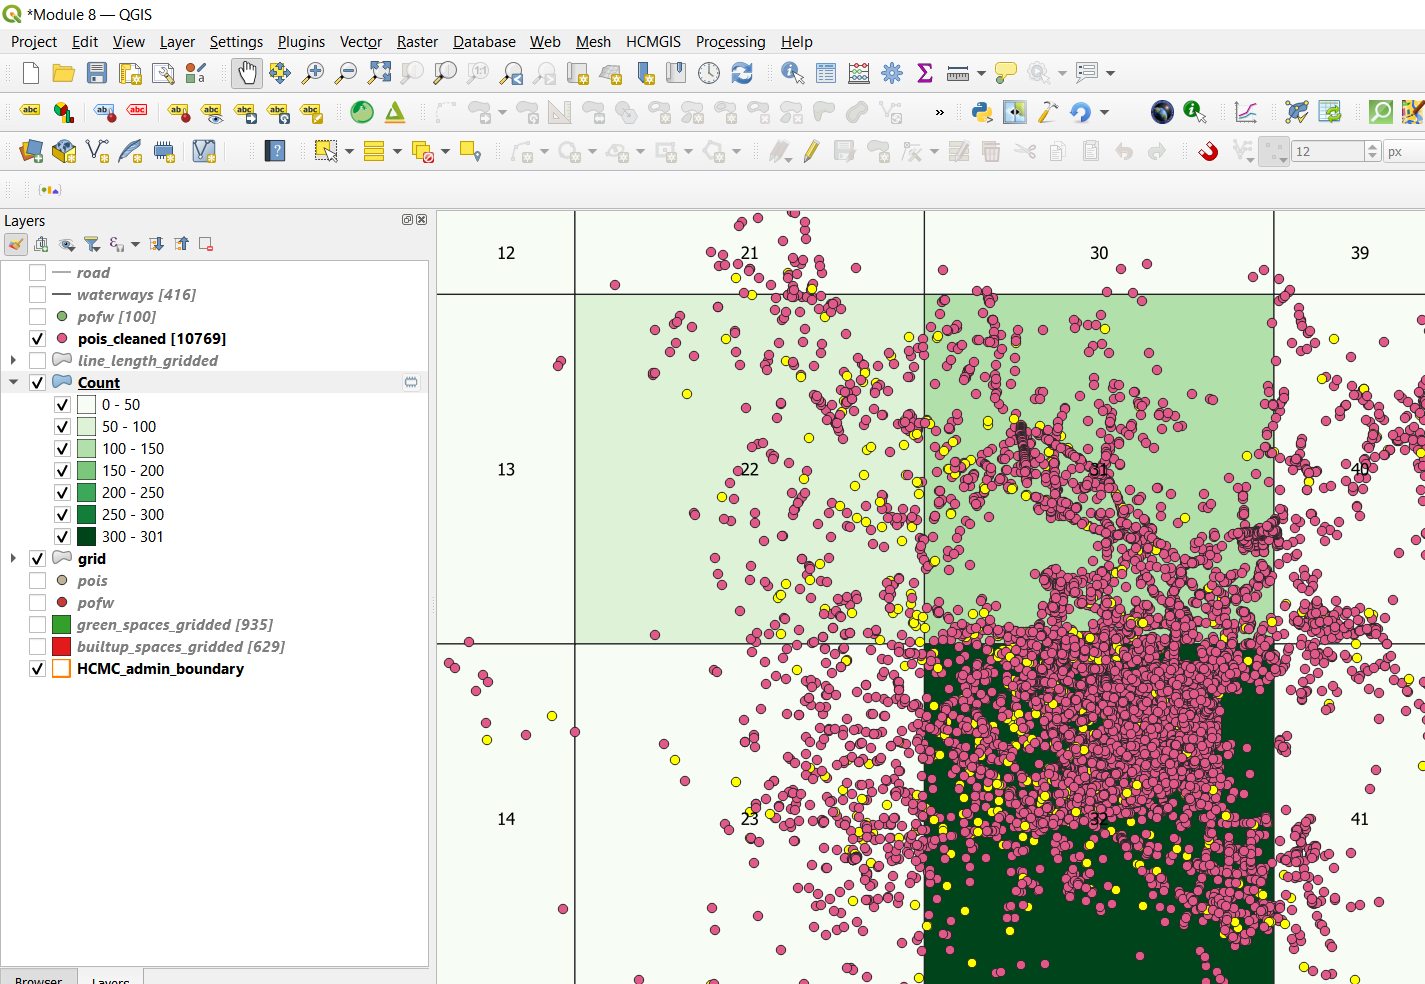 *Module 8 — QGIS
Project Edit View Layer Settings Plugins Vector Raster Database Web Mesh HCMGIS Processing Help
12 px
Layers
road
waterways [416]
pofw [100]
pois_cleaned [10769]
line_length_gridded
Count
0 - 50
50 - 100
100 - 150
150 - 200
200 - 250
250 - 300
300 - 301
grid
pois
pofw
green_spaces_gridded [935]
builtup_spaces_gridded [629]
HCMC_admin_boundary
Browser Layers
12 21 30 39
13 22 31 40
14 23 32 41